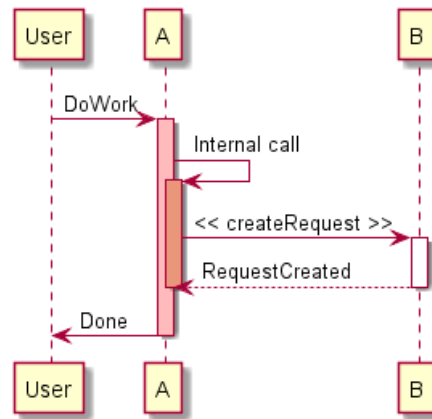 User A B
DoWork
Internal call
<< createRequest >>
RequestCreated
Done
User A B